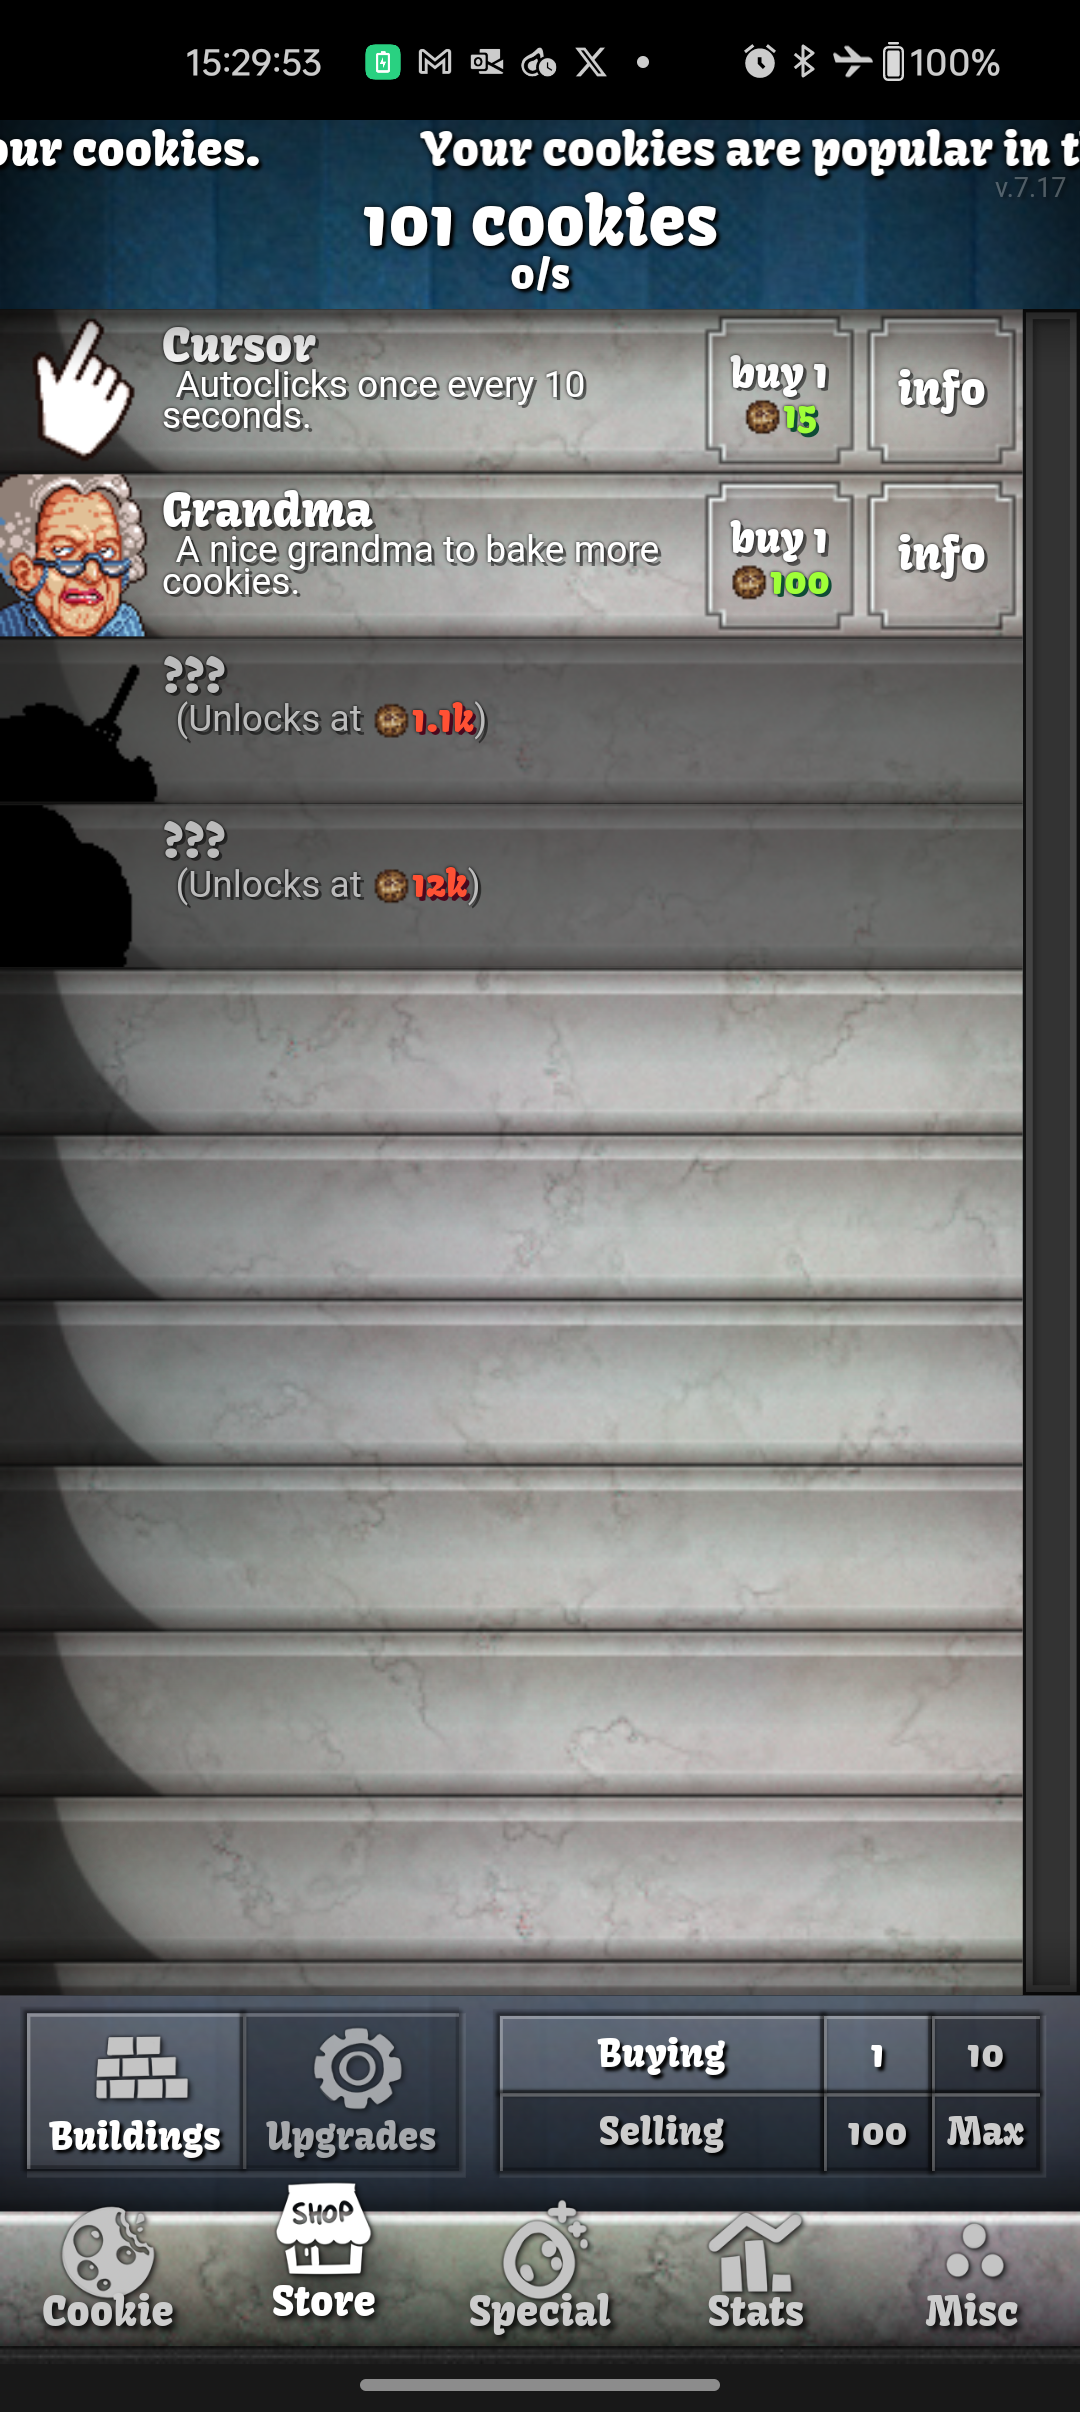 15:29:53
100%
our cookies. Your cookies are popular in t
v.7.17
101 cookies
0/s
Cursor
Autoclicks once every 10
seconds.
buy 1
15
info
Grandma
A nice grandma to bake more
cookies.
buy 1
100
info
???
(Unlocks at 1.1k)
???
(Unlocks at 12k)
Buildings
Upgrades
Buying
1
10
Selling
100
Max
Cookie
SHOP
Store
Special
Stats
Misc